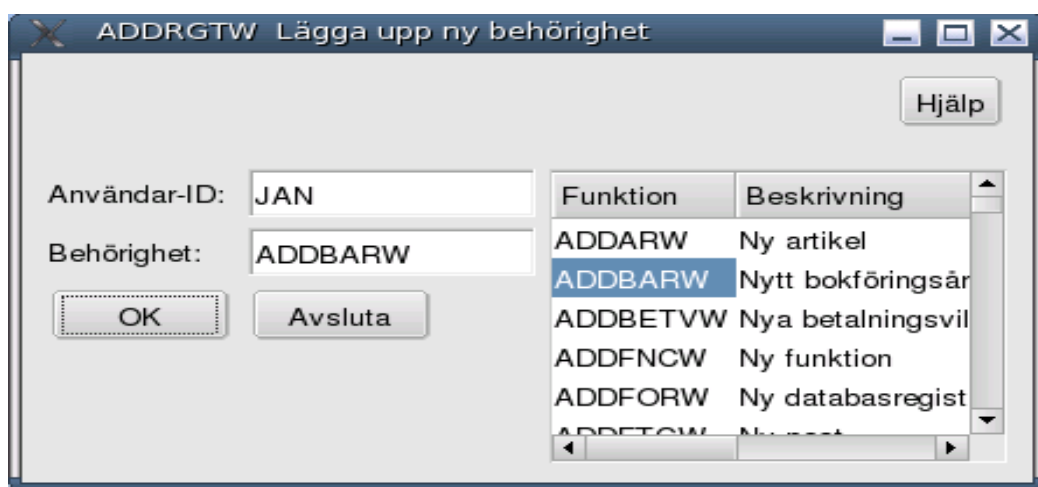 ADDRGTW Lägga upp ny behörighet
Hjälp
Användar-ID: JAN
Behörighet: ADDBARW
OK Avsluta
Funktion Beskrivning
ADDARW Ny artikel
ADDBARW Nytt bokföringsår
ADDBETVW Nya betalningsvil
ADDFNCW Ny funktion
ADDFORW Ny databasregist